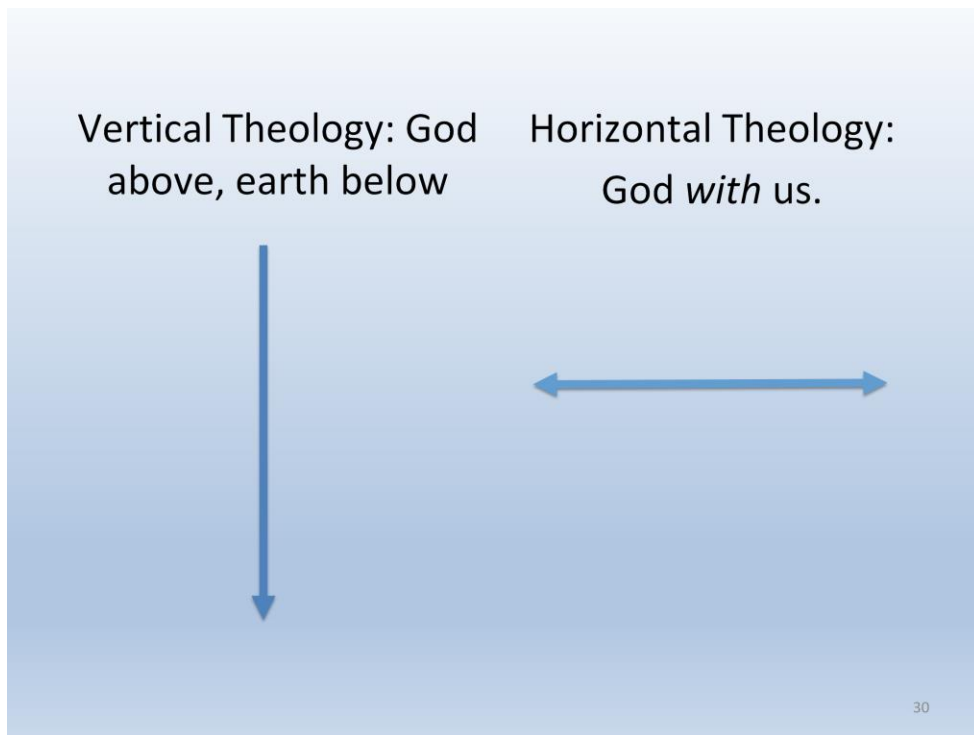 Vertical Theology: God
above, earth below
Horizontal Theology:
God with us.
30